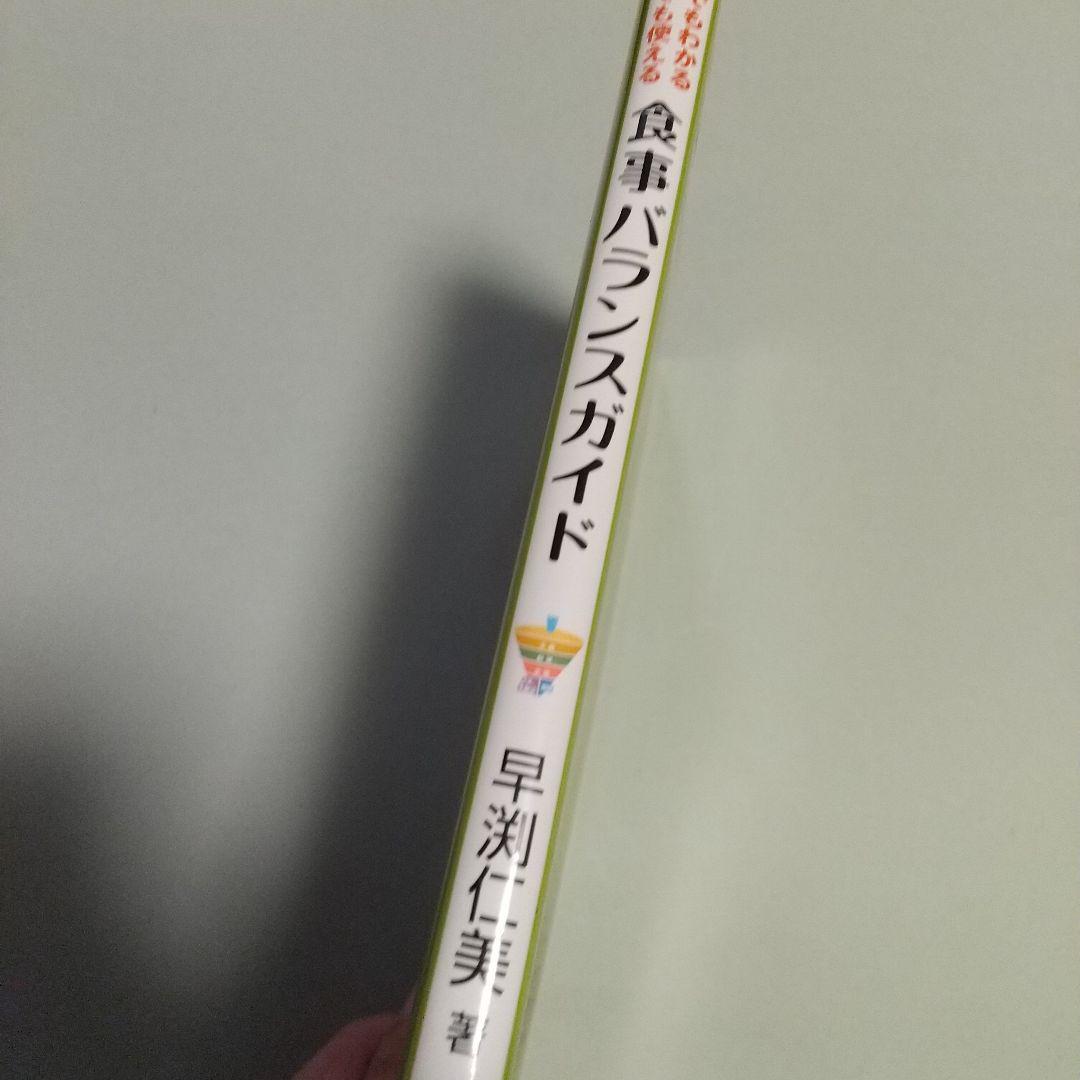 もわかる
も使える
食事バランスガイド
早渕仁美 著